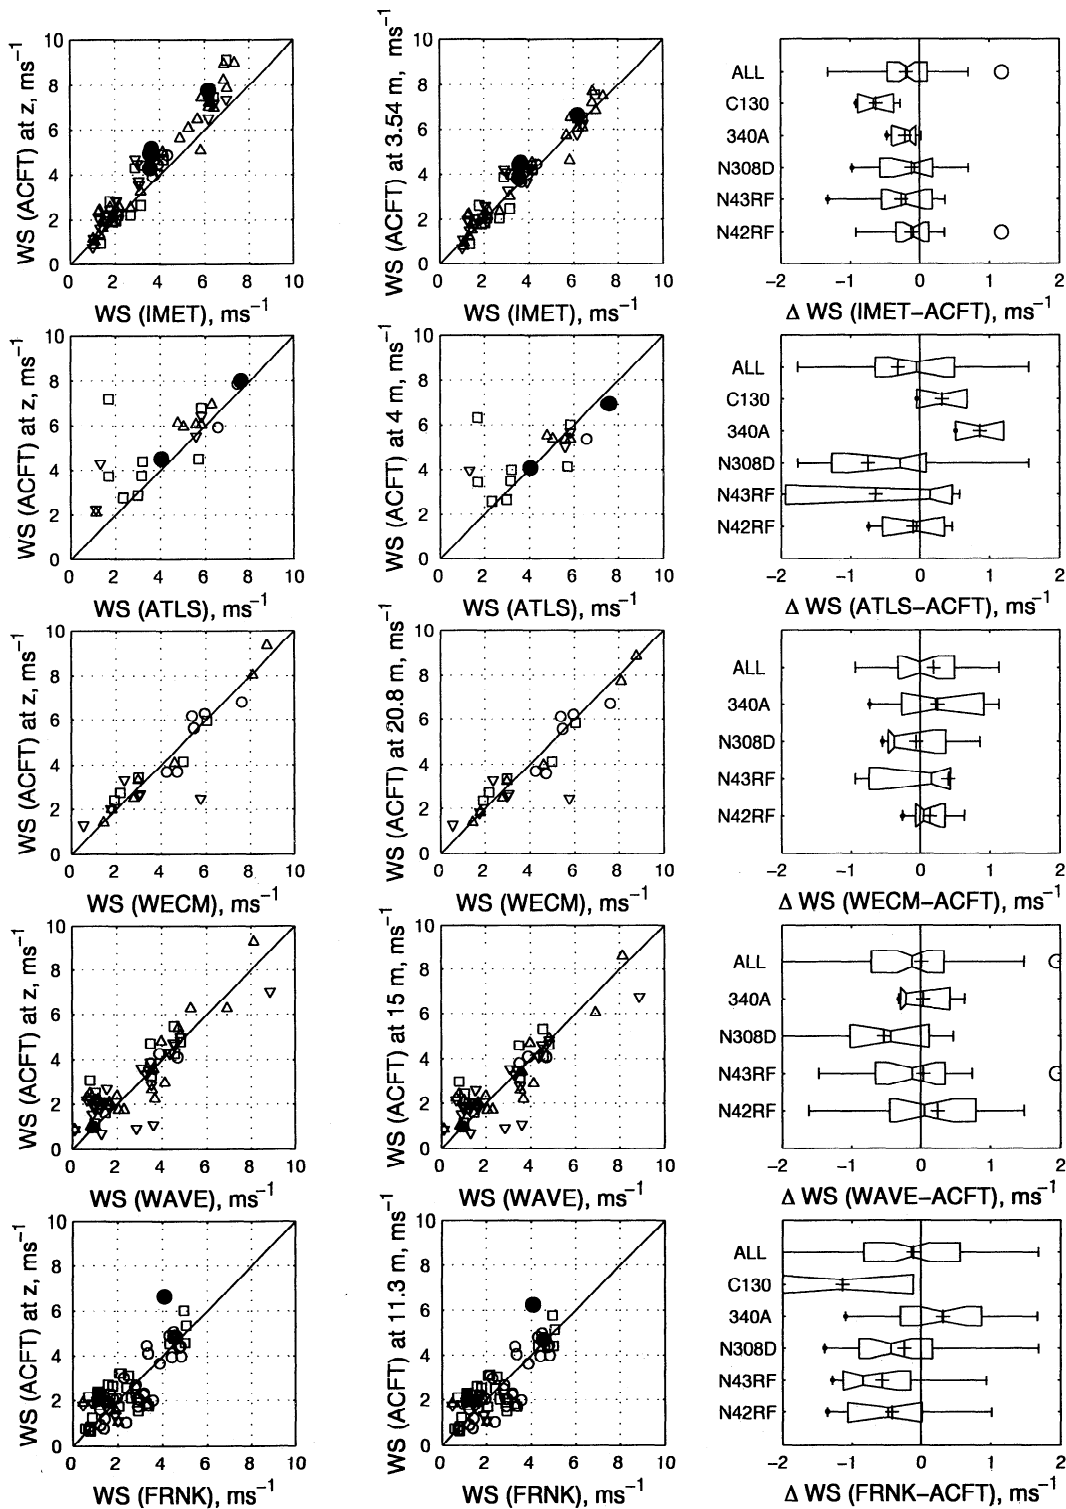 WS (ACFT) at z, ms⁻¹
10
8
6
4
2
0
0 2 4 6 8 10
WS (IMET), ms⁻¹
WS (ACFT) at 3.54 m, ms⁻¹
10
8
6
4
2
0
0 2 4 6 8 10
WS (IMET), ms⁻¹
ALL
C130
340A
N308D
N43RF
N42RF
−2 −1 0 1 2
Δ WS (IMET−ACFT), ms⁻¹
WS (ACFT) at z, ms⁻¹
10
8
6
4
2
0
0 2 4 6 8 10
WS (ATLS), ms⁻¹
WS (ACFT) at 4 m, ms⁻¹
10
8
6
4
2
0
0 2 4 6 8 10
WS (ATLS), ms⁻¹
ALL
C130
340A
N308D
N43RF
N42RF
−2 −1 0 1 2
Δ WS (ATLS−ACFT), ms⁻¹
WS (ACFT) at z, ms⁻¹
10
8
6
4
2
0
0 2 4 6 8 10
WS (WECM), ms⁻¹
WS (ACFT) at 20.8 m, ms⁻¹
10
8
6
4
2
0
0 2 4 6 8 10
WS (WECM), ms⁻¹
ALL
340A
N308D
N43RF
N42RF
−2 −1 0 1 2
Δ WS (WECM−ACFT), ms⁻¹
WS (ACFT) at z, ms⁻¹
10
8
6
4
2
0
0 2 4 6 8 10
WS (WAVE), ms⁻¹
WS (ACFT) at 15 m, ms⁻¹
10
8
6
4
2
0
0 2 4 6 8 10
WS (WAVE), ms⁻¹
ALL
340A
N308D
N43RF
N42RF
−2 −1 0 1 2
Δ WS (WAVE−ACFT), ms⁻¹
WS (ACFT) at z, ms⁻¹
10
8
6
4
2
0
0 2 4 6 8 10
WS (FRNK), ms⁻¹
WS (ACFT) at 11.3 m, ms⁻¹
10
8
6
4
2
0
0 2 4 6 8 10
WS (FRNK), ms⁻¹
ALL
C130
340A
N308D
N43RF
N42RF
−2 −1 0 1 2
Δ WS (FRNK−ACFT), ms⁻¹